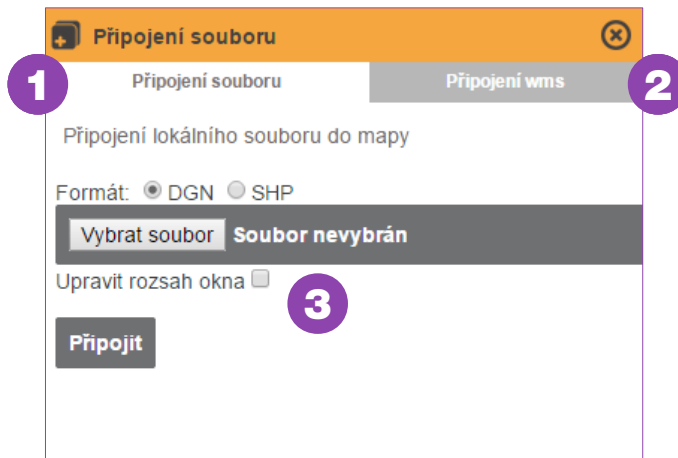 Připojení souboru
1 Připojení souboru Připojení wms 2
Připojení lokálního souboru do mapy
Formát: DGN SHP
Vybrat soubor Soubor nevybrán
Upravit rozsah okna
3
Připojit